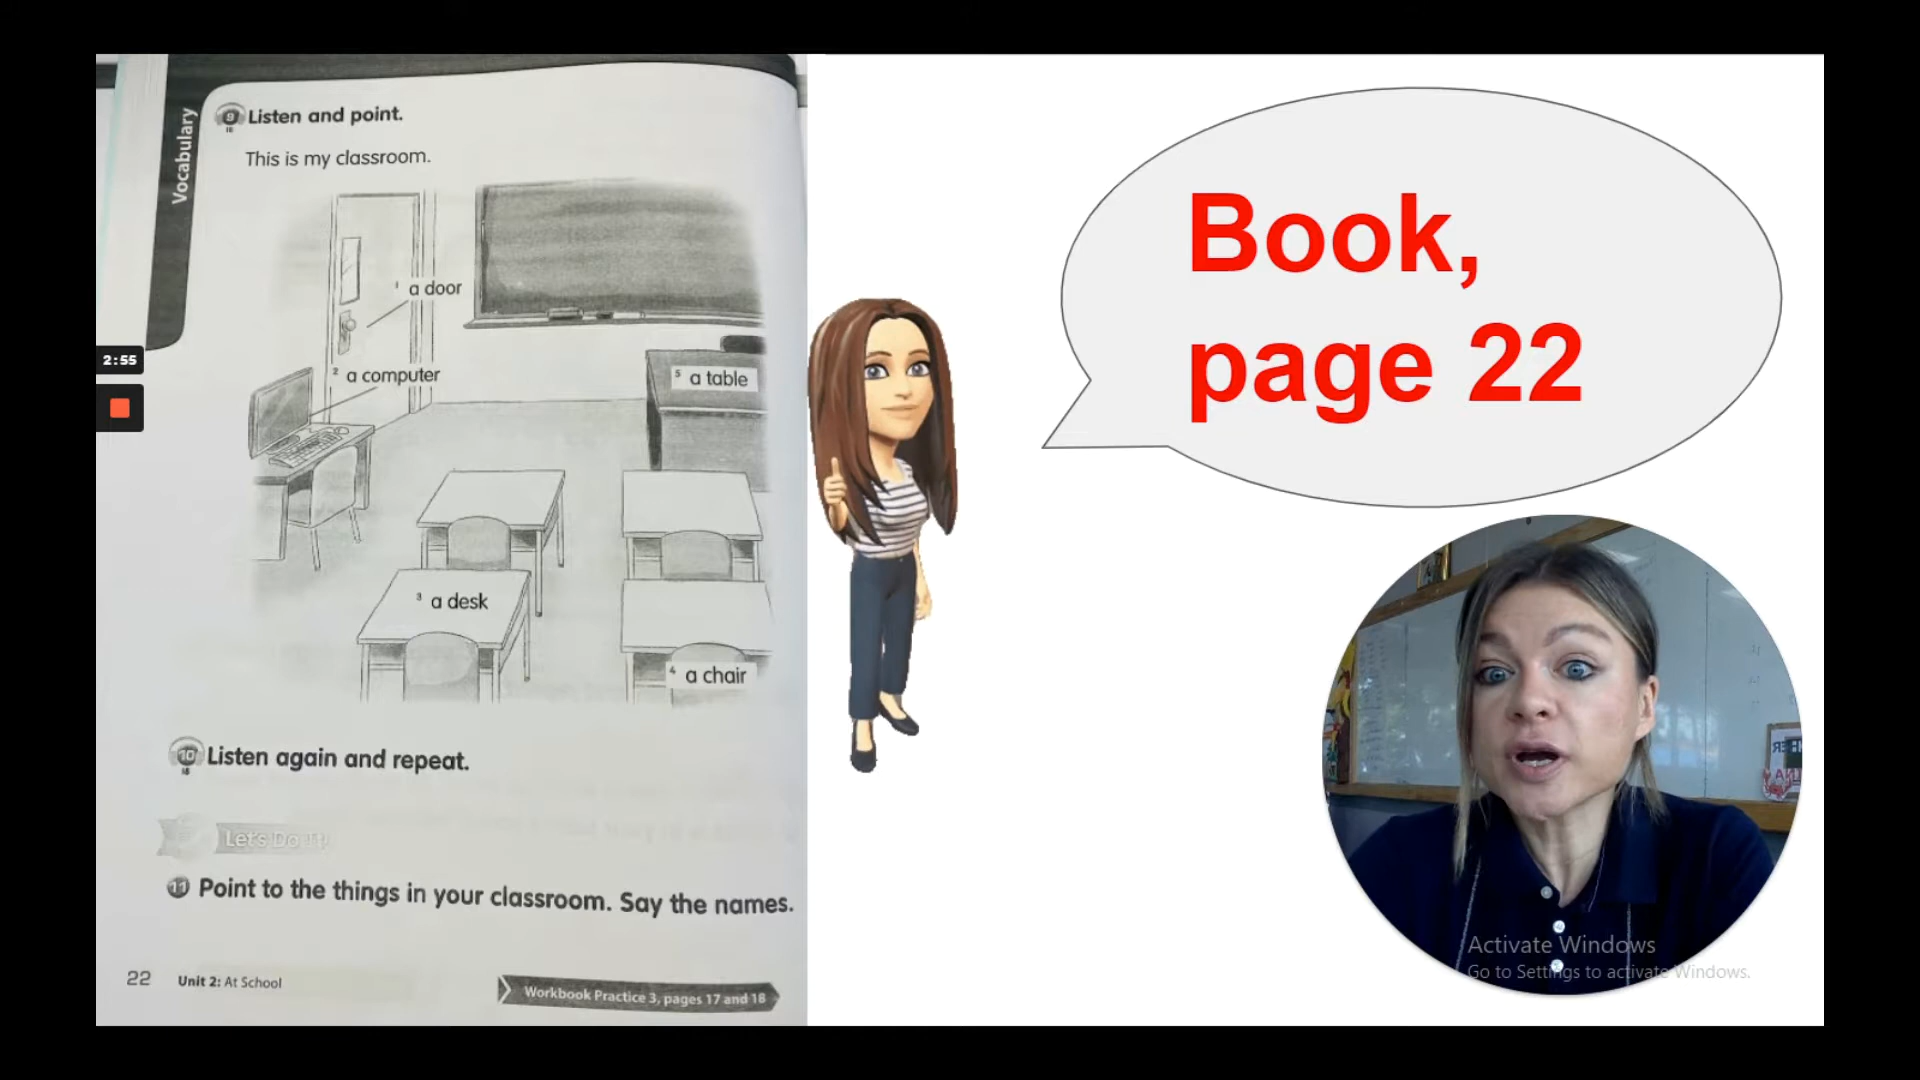 Vocabulary
9 Listen and point.
18
This is my classroom.
1 a door
2 a computer
5 a table
3 a desk
4 a chair
10 Listen again and repeat.
18
Let's Do It!
11 Point to the things in your classroom. Say the names.
22 Unit 2: At School
Workbook Practice 3, pages 17 and 18
2:55
Book,
page 22
Activate Windows
Go to Settings to activate Windows.